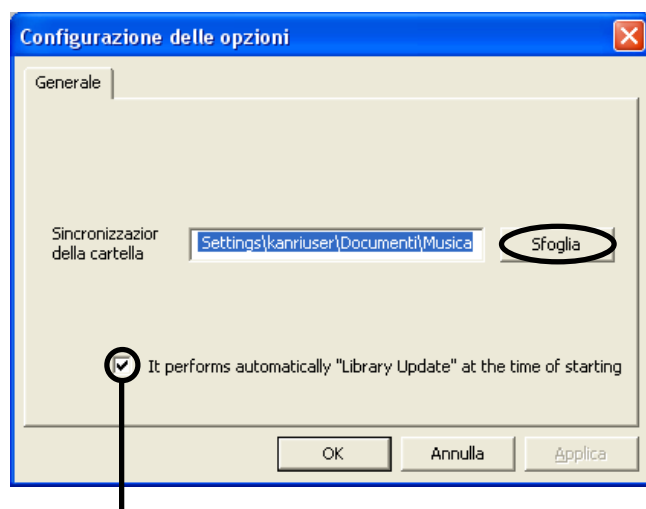 Configurazione delle opzioni
Generale
Sincronizzazior
della cartella
Settings\kanriuser\Documenti\Musica
Sfoglia
It performs automatically "Library Update" at the time of starting
OK
Annulla
Applica